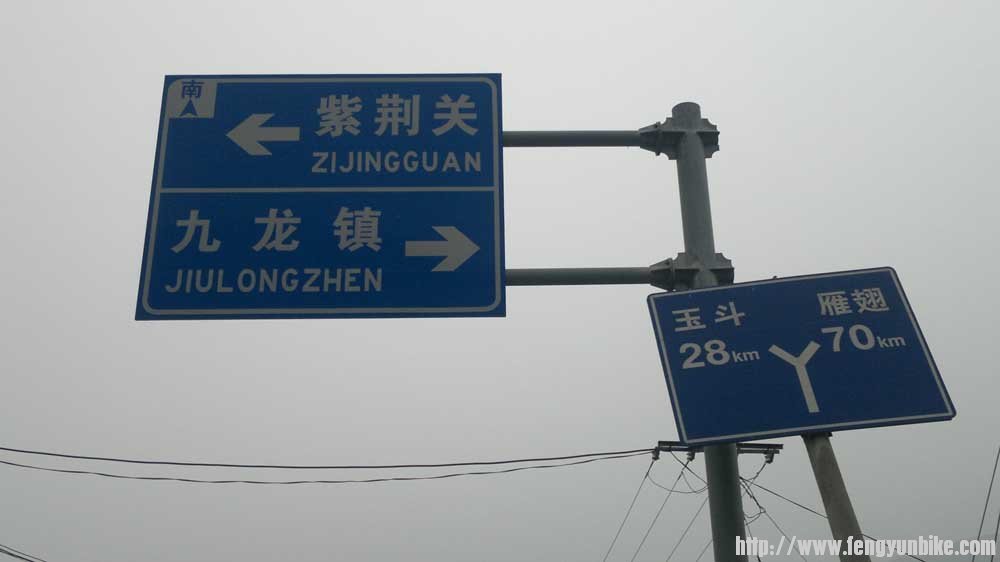 南
紫荆关
ZIJINGGUAN
九龙镇
JIULONGZHEN
玉斗
28km
雁翅
70km
http://www.fengyunbike.com